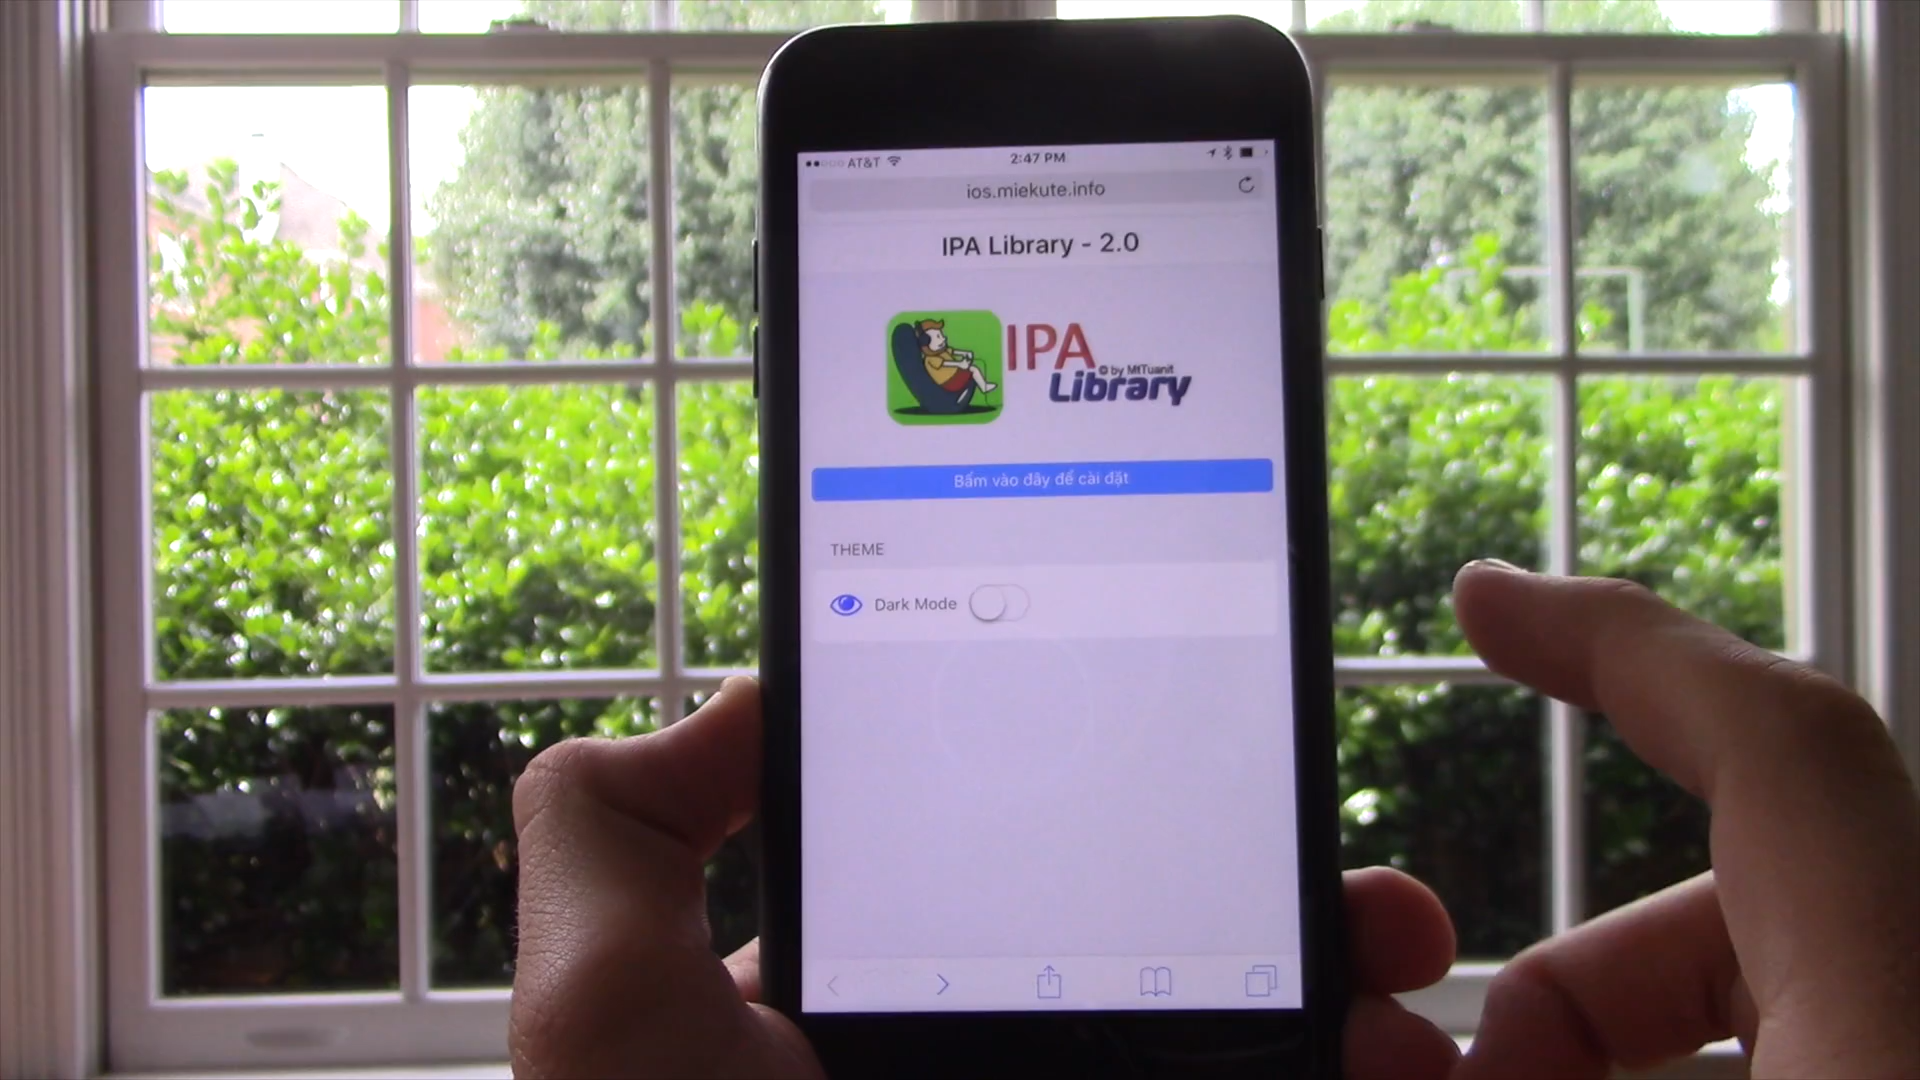 AT&T 2:47 PM
ios.miekute.info
IPA Library - 2.0
IPA
© by MtTuanit
Library
Bấm vào đây để cài đặt
THEME
Dark Mode